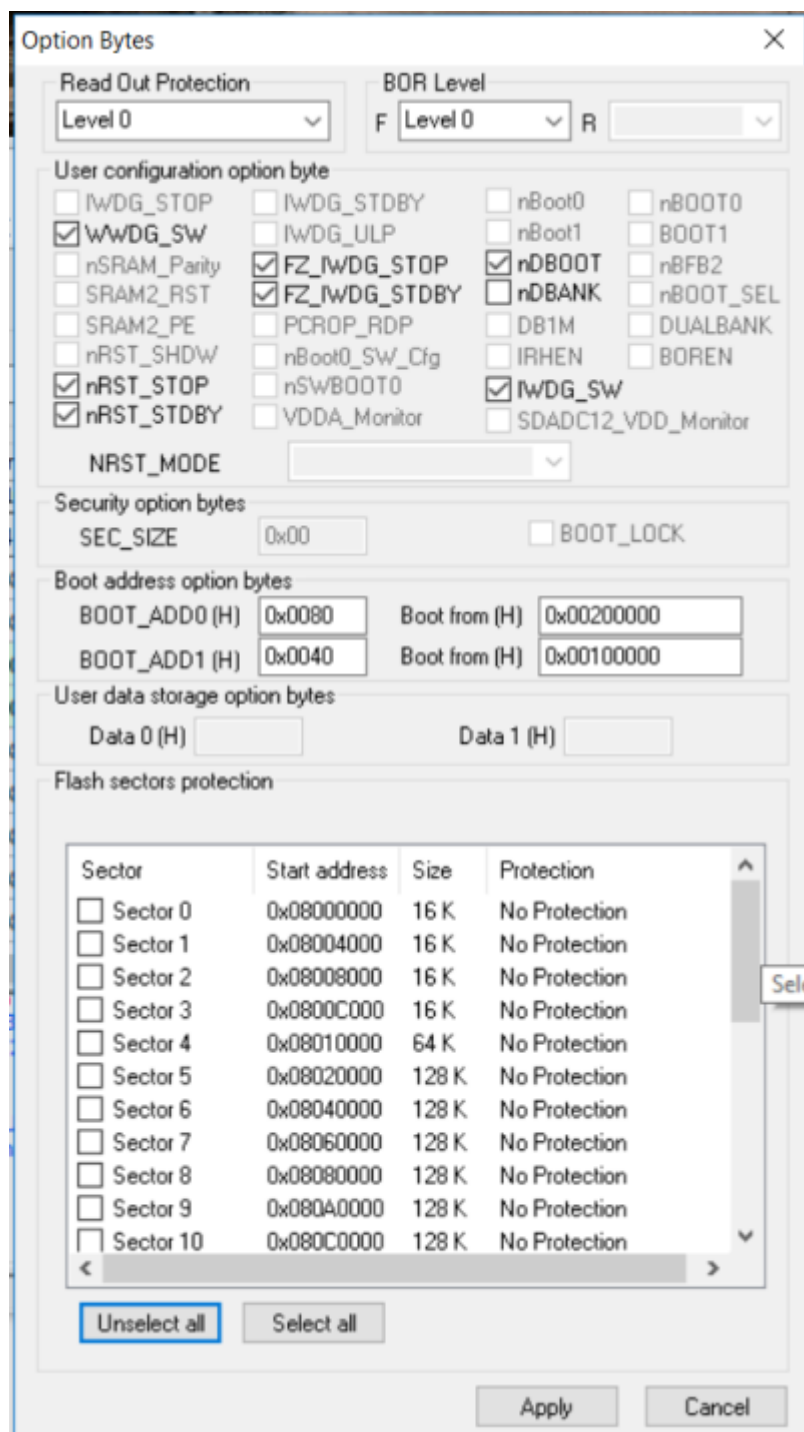 Option Bytes
Read Out Protection BOR Level
Level 0 F Level 0 R
User configuration option byte
IWDG_STOP IWDG_STDBY nBoot0 nBOOT0
WWDG_SW IWDG_ULP nBoot1 BOOT1
nSRAM_Parity FZ_IWDG_STOP nDBOOT nBFB2
SRAM2_RST FZ_IWDG_STDBY nDBANK nBOOT_SEL
SRAM2_PE PCROP_RDP DB1M DUALBANK
nRST_SHDW nBoot0_SW_Cfg IRHEN BOREN
nRST_STOP nSWBOOT0 IWDG_SW
nRST_STDBY VDDA_Monitor SDADC12_VDD_Monitor
NRST_MODE
Security option bytes
SEC_SIZE 0x00 BOOT_LOCK
Boot address option bytes
BOOT_ADD0 (H) 0x0080 Boot from (H) 0x00200000
BOOT_ADD1 (H) 0x0040 Boot from (H) 0x00100000
User data storage option bytes
Data 0 (H) Data 1 (H)
Flash sectors protection
Sector Start address Size Protection
Sector 0 0x08000000 16 K No Protection
Sector 1 0x08004000 16 K No Protection
Sector 2 0x08008000 16 K No Protection
Sector 3 0x0800C000 16 K No Protection
Sector 4 0x08010000 64 K No Protection
Sector 5 0x08020000 128 K No Protection
Sector 6 0x08040000 128 K No Protection
Sector 7 0x08060000 128 K No Protection
Sector 8 0x08080000 128 K No Protection
Sector 9 0x080A0000 128 K No Protection
Sector 10 0x080C0000 128 K No Protection
Unselect all Select all
Apply Cancel